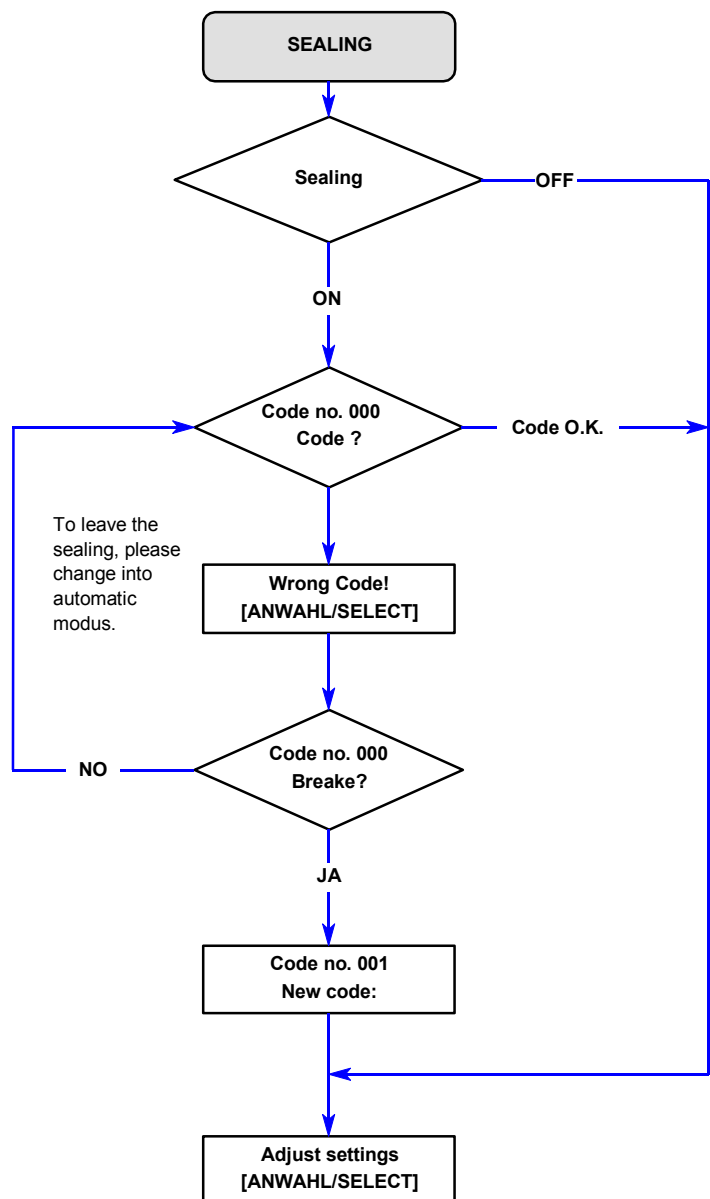 SEALING
Sealing
OFF
ON
Code no. 000
Code ?
Code O.K.
To leave the
sealing, please
change into
automatic
modus.
Wrong Code!
[ANWAHL/SELECT]
Code no. 000
Breake?
NO
JA
Code no. 001
New code:
Adjust settings
[ANWAHL/SELECT]